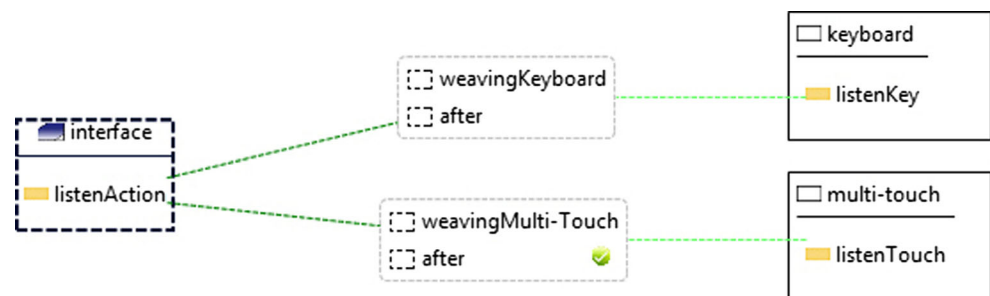 interface
listenAction
weavingKeyboard
after
weavingMulti-Touch
after
keyboard
listenKey
multi-touch
listenTouch